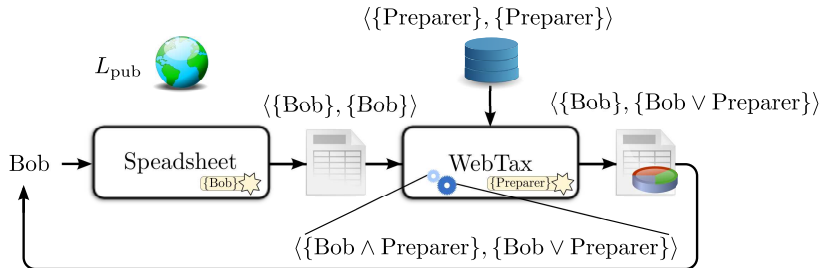 ⟨{Preparer}, {Preparer}⟩
L_pub
⟨{Bob}, {Bob}⟩
⟨{Bob}, {Bob ∨ Preparer}⟩
Bob
Speadsheet
WebTax
{Bob}
{Preparer}
⟨{Bob ∧ Preparer}, {Bob ∨ Preparer}⟩